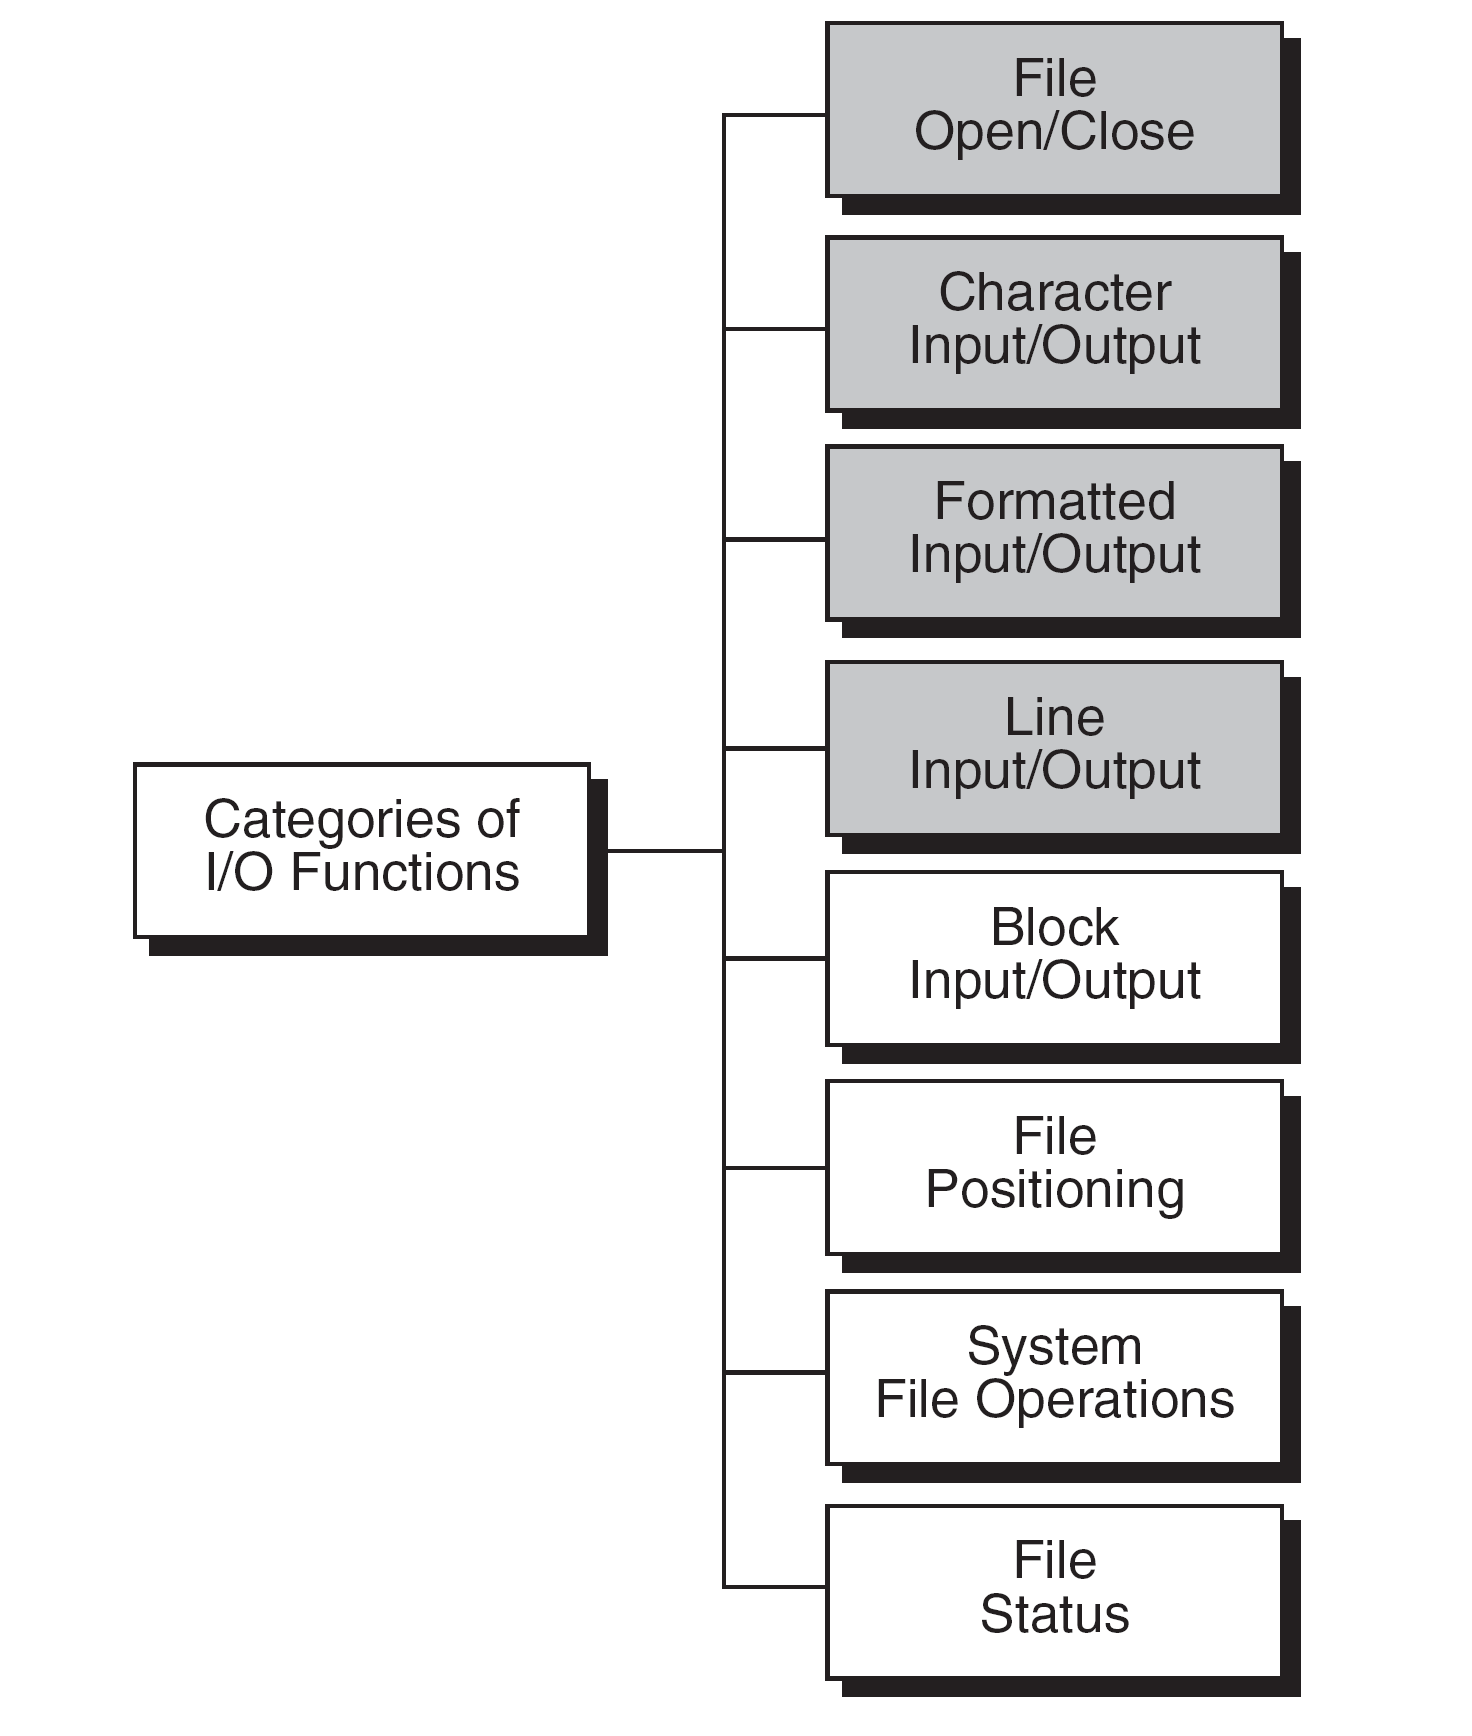 File
Open/Close
Character
Input/Output
Formatted
Input/Output
Line
Input/Output
Categories of
I/O Functions
Block
Input/Output
File
Positioning
System
File Operations
File
Status